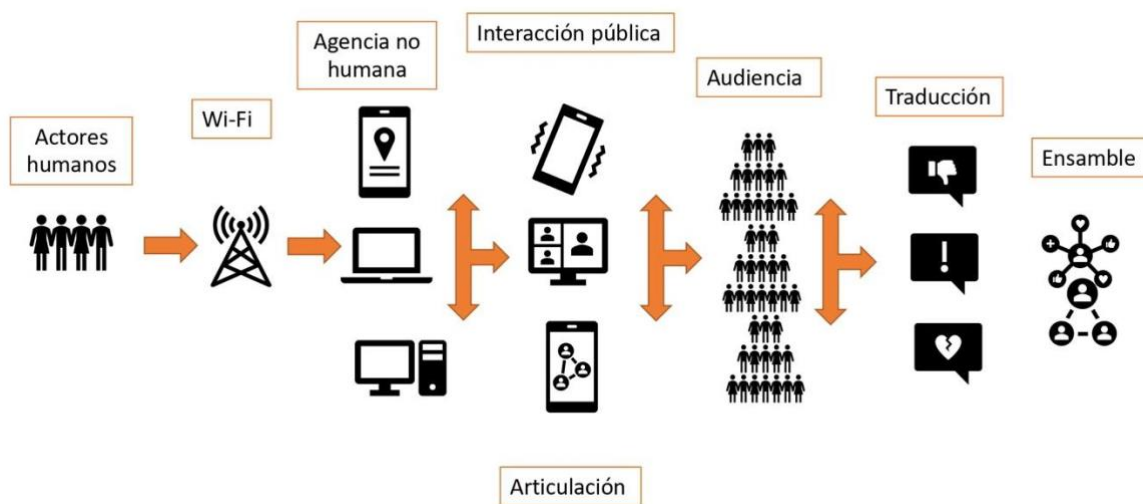 Actores
humanos
Wi-Fi
Agencia no
humana
Interacción pública
Audiencia
Traducción
Ensamble
Articulación